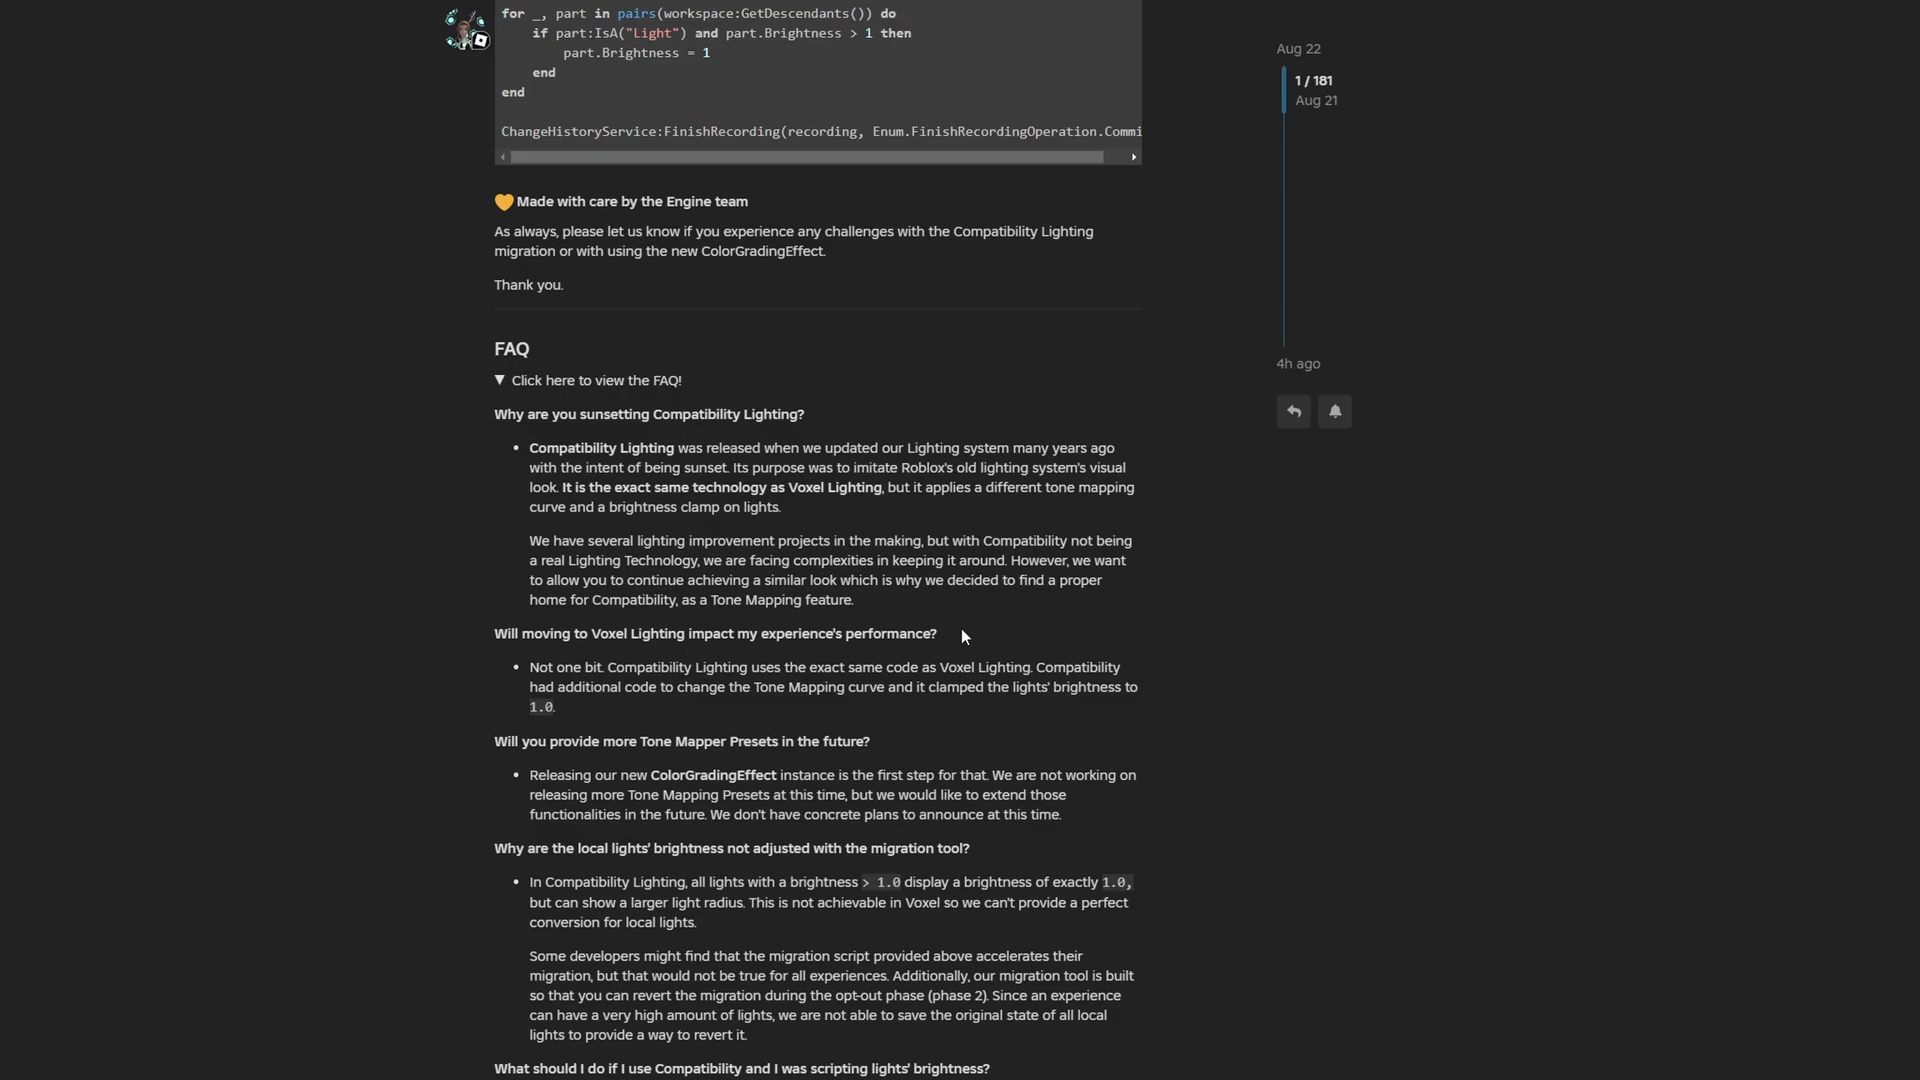 for _, part in pairs(workspace:GetDescendants()) do
if part:IsA("Light") and part.Brightness > 1 then
part.Brightness = 1
end
end
ChangeHistoryService:FinishRecording(recording, Enum.FinishRecordingOperation.Commi
Made with care by the Engine team
As always, please let us know if you experience any challenges with the Compatibility Lighting
migration or with using the new ColorGradingEffect.
Thank you.
FAQ
▼ Click here to view the FAQ!
Why are you sunsetting Compatibility Lighting?
• Compatibility Lighting was released when we updated our Lighting system many years ago
with the intent of being sunset. Its purpose was to imitate Roblox's old lighting system's visual
look. It is the exact same technology as Voxel Lighting, but it applies a different tone mapping
curve and a brightness clamp on lights.
We have several lighting improvement projects in the making, but with Compatibility not being
a real Lighting Technology, we are facing complexities in keeping it around. However, we want
to allow you to continue achieving a similar look which is why we decided to find a proper
home for Compatibility, as a Tone Mapping feature.
Will moving to Voxel Lighting impact my experience's performance?
• Not one bit. Compatibility Lighting uses the exact same code as Voxel Lighting. Compatibility
had additional code to change the Tone Mapping curve and it clamped the lights' brightness to
1.0.
Will you provide more Tone Mapper Presets in the future?
• Releasing our new ColorGradingEffect instance is the first step for that. We are not working on
releasing more Tone Mapping Presets at this time, but we would like to extend those
functionalities in the future. We don't have concrete plans to announce at this time.
Why are the local lights' brightness not adjusted with the migration tool?
• In Compatibility Lighting, all lights with a brightness > 1.0 display a brightness of exactly 1.0,
but can show a larger light radius. This is not achievable in Voxel so we can't provide a perfect
conversion for local lights.
Some developers might find that the migration script provided above accelerates their
migration, but that would not be true for all experiences. Additionally, our migration tool is built
so that you can revert the migration during the opt-out phase (phase 2). Since an experience
can have a very high amount of lights, we are not able to save the original state of all local
lights to provide a way to revert it.
What should I do if I use Compatibility and I was scripting lights' brightness?
Aug 22
1 / 181
Aug 21
4h ago